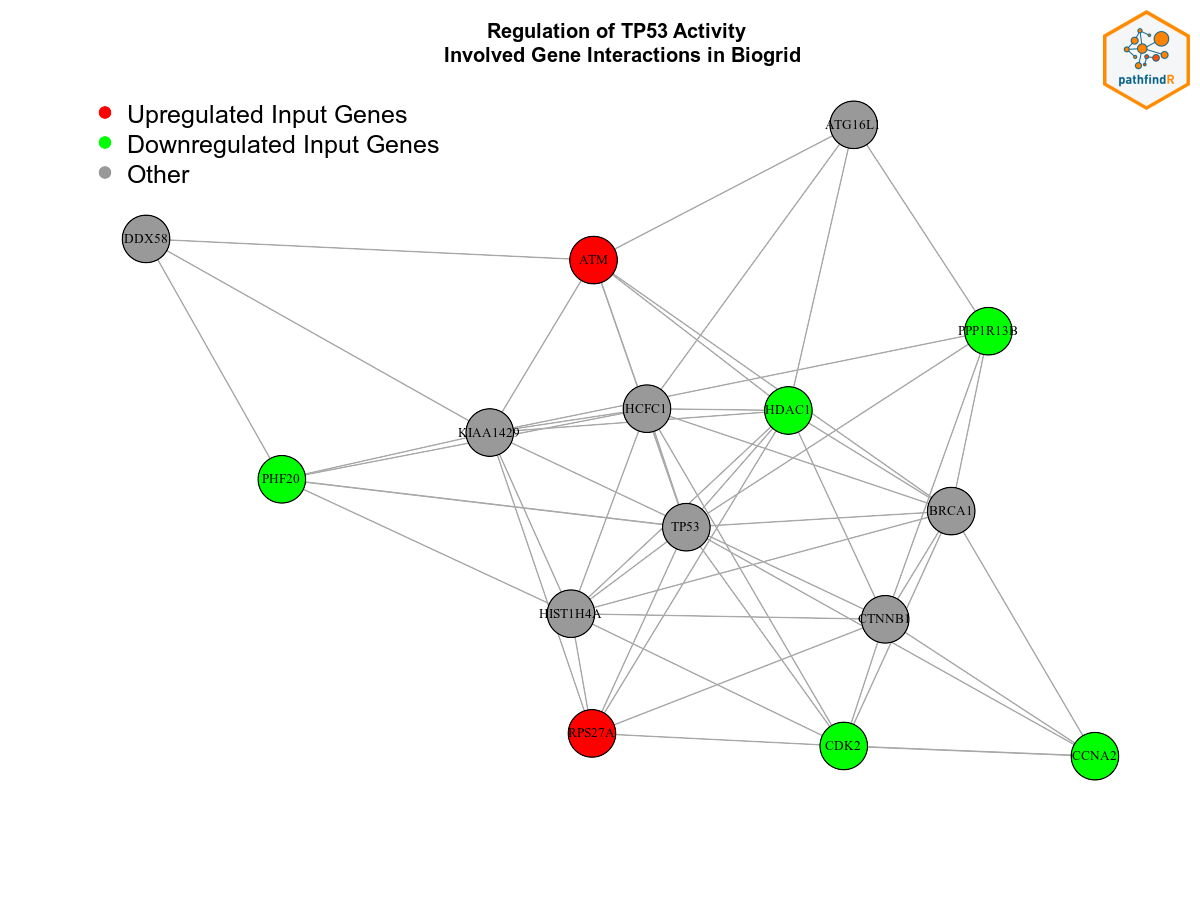 Regulation of TP53 Activity
Involved Gene Interactions in Biogrid
pathfindR
Upregulated Input Genes
Downregulated Input Genes
Other
ATG16L1
DDX58
ATM
PPP1R13B
HCFC1
HDAC1
KIAA1429
PHF20
BRCA1
TP53
HIST1H4A
CTNNB1
RPS27A
CDK2
CCNA2